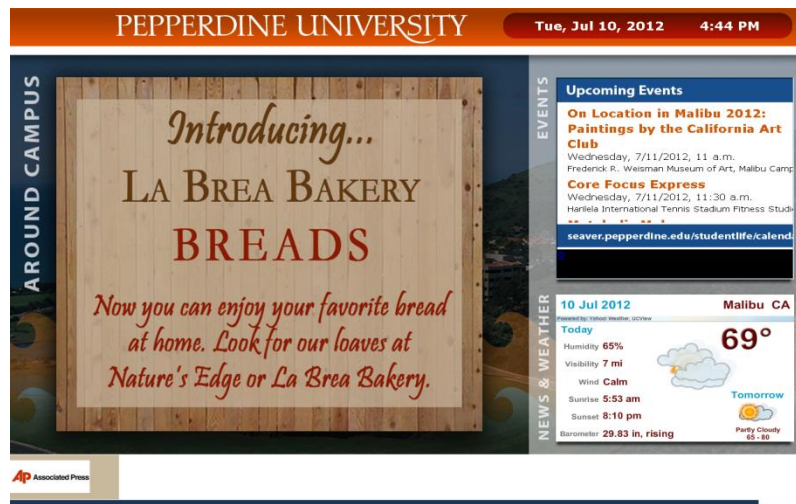 PEPPERDINE UNIVERSITY
Tue, Jul 10, 2012 4:44 PM
AROUND CAMPUS
Introducing...
LA BREA BAKERY
BREADS
Now you can enjoy your favorite bread
at home. Look for our loaves at
Nature's Edge or La Brea Bakery.
EVENTS
Upcoming Events
On Location in Malibu 2012:
Paintings by the California Art
Club
Wednesday, 7/11/2012, 11 a.m.
Frederick R. Weisman Museum of Art, Malibu Camp
Core Focus Express
Wednesday, 7/11/2012, 11:30 a.m.
Harilela International Tennis Stadium Fitness Studi
seaver.pepperdine.edu/studentlife/calenda
NEWS & WEATHER
10 Jul 2012 Malibu CA
Powered by: Yahoo! Weather, UCView
Today
69°
Humidity 65%
Visibility 7 mi
Wind Calm
Sunrise 5:53 am
Sunset 8:10 pm
Barometer 29.83 in, rising
Tomorrow
Partly Cloudy
65 - 80
AP Associated Press